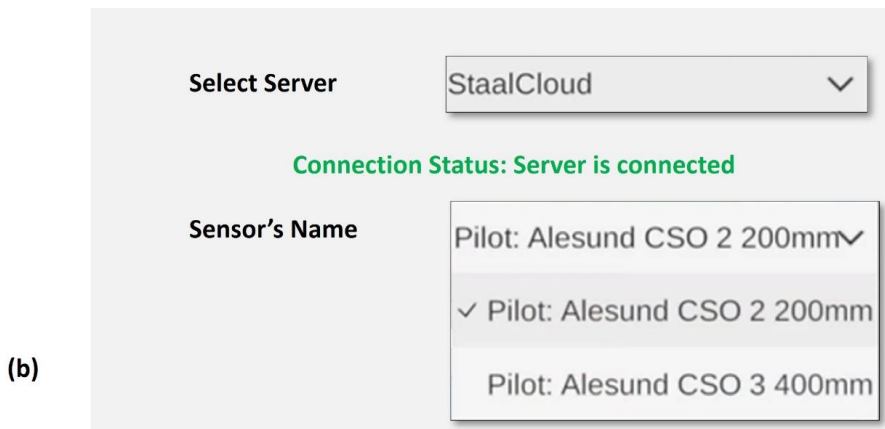 Select Server
StaalCloud
Connection Status: Server is connected
Sensor’s Name
Pilot: Alesund CSO 2 200mm
Pilot: Alesund CSO 2 200mm
Pilot: Alesund CSO 3 400mm
(b)